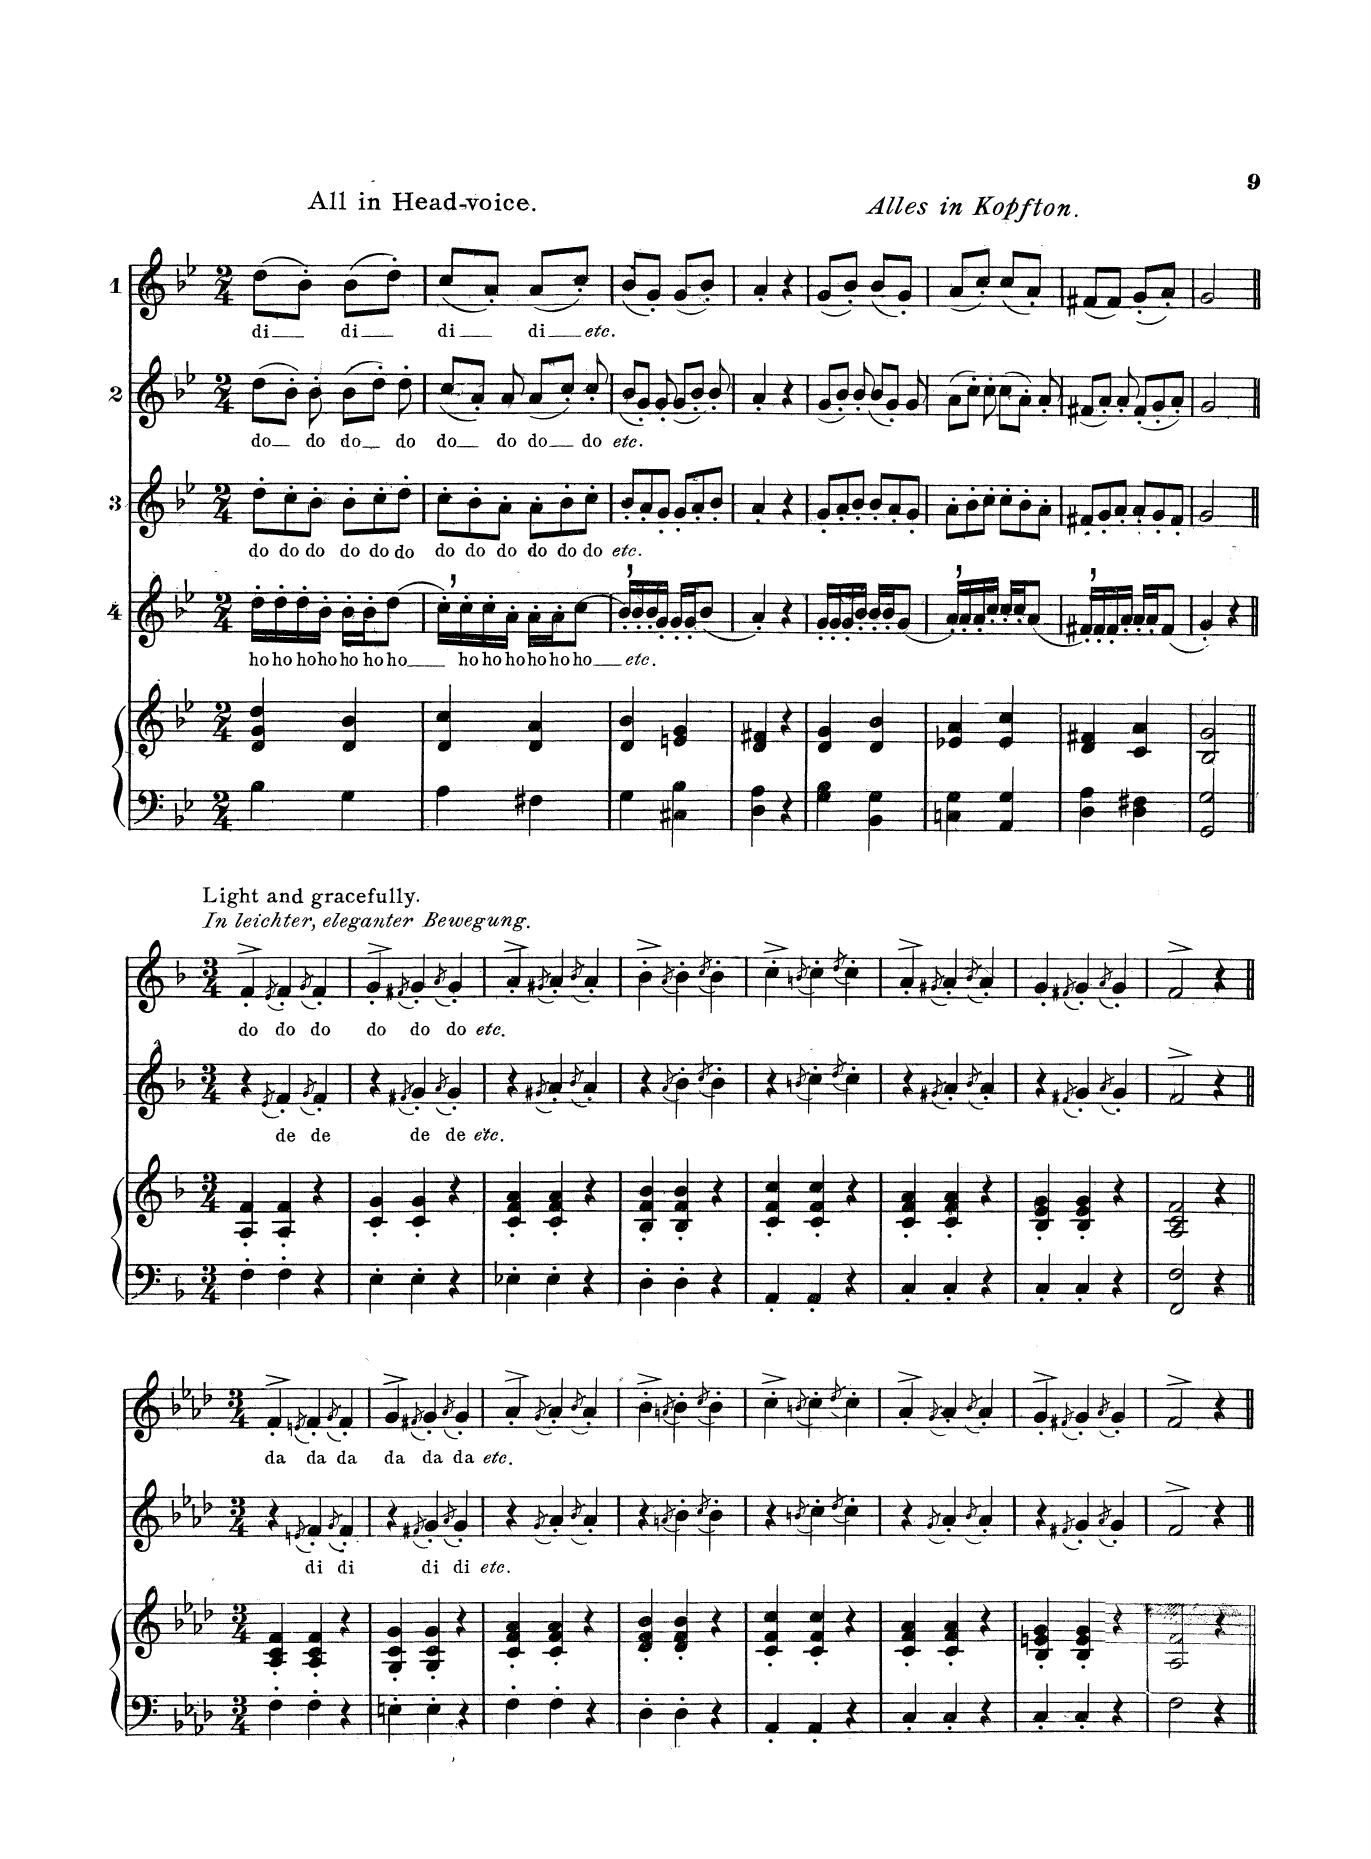 9
All in Head-voice.
Alles in Kopfton.
1
di di di di etc.
2
do do do do do do do do etc.
3
do do do do do do do do do do do do etc.
4
ho ho ho ho ho ho ho ho ho ho ho ho ho etc.
Light and gracefully.
In leichter, eleganter Bewegung.
do do do do do do etc.
de de de de etc.
da da da da da da etc.
di di di di etc.